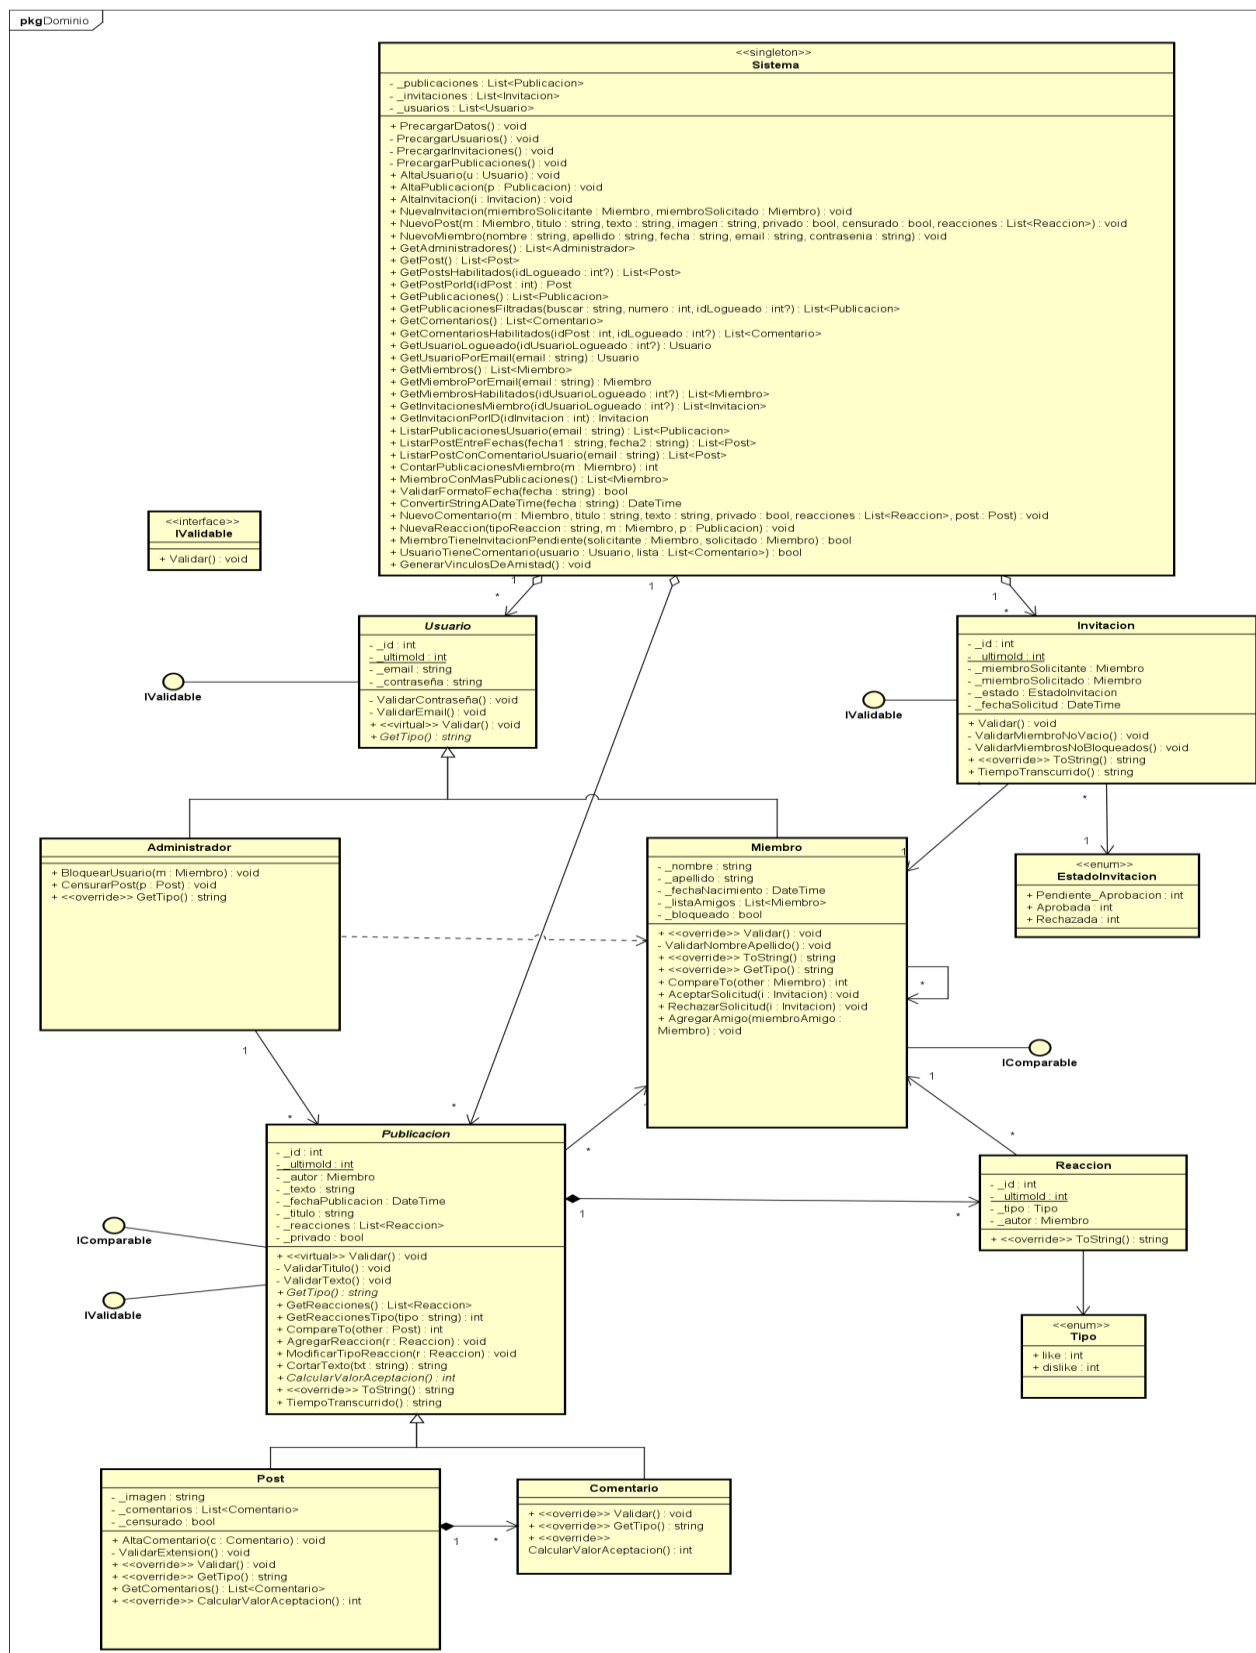 pkg Dominio
<<singleton>>
Sistema
- _publicaciones : List<Publicacion>
- _invitaciones : List<Invitacion>
- _usuarios : List<Usuario>
+ PrecargarDatos() : void
- PrecargarUsuarios() : void
- PrecargarInvitaciones() : void
- PrecargarPublicaciones() : void
+ AltaUsuario(u : Usuario) : void
+ AltaPublicacion(p : Publicacion) : void
+ AltaInvitacion(i : Invitacion) : void
+ NuevaInvitacion(miembroSolicitante : Miembro, miembroSolicitado : Miembro) : void
+ NuevoPost(m : Miembro, titulo : string, texto : string, imagen : string, privado : bool, censurado : bool, reacciones : List<Reaccion>) : void
+ NuevoMiembro(nombre : string, apellido : string, fecha : string, email : string, contrasenia : string) : void
+ GetAdministradores() : List<Administrador>
+ GetPost() : List<Post>
+ GetPostsHabilitados(idLogueado : int?) : List<Post>
+ GetPostPorId(idPost : int) : Post
+ GetPublicaciones() : List<Publicacion>
+ GetPublicacionesFiltradas(buscar : string, numero : int, idLogueado : int?) : List<Publicacion>
+ GetComentarios() : List<Comentario>
+ GetComentariosHabilitados(idPost : int, idLogueado : int?) : List<Comentario>
+ GetUsuarioLogueado(idUsuarioLogueado : int?) : Usuario
+ GetUsuarioPorEmail(email : string) : Usuario
+ GetMiembros() : List<Miembro>
+ GetMiembroPorEmail(email : string) : Miembro
+ GetMiembrosHabilitados(idUsuarioLogueado : int?) : List<Miembro>
+ GetInvitacionesMiembro(idUsuarioLogueado : int?) : List<Invitacion>
+ GetInvitacionPorID(idInvitacion : int) : Invitacion
+ ListarPublicacionesUsuario(email : string) : List<Publicacion>
+ ListarPostEntreFechas(fecha1 : string, fecha2 : string) : List<Post>
+ ListarPostConComentarioUsuario(email : string) : List<Post>
+ ContarPublicacionesMiembro(m : Miembro) : int
+ MiembroConMasPublicaciones() : List<Miembro>
+ ValidarFormatoFecha(fecha : string) : bool
+ ConvertirStringADateTime(fecha : string) : DateTime
+ NuevoComentario(m : Miembro, titulo : string, texto : string, privado : bool, reacciones : List<Reaccion>, post : Post) : void
+ NuevaReaccion(tipoReaccion : string, m : Miembro, p : Publicacion) : void
+ MiembroTieneInvitacionPendiente(solicitante : Miembro, solicitado : Miembro) : bool
+ UsuarioTieneComentario(usuario : Usuario, lista : List<Comentario>) : bool
+ GenerarVinculosDeAmistad() : void
<<interface>>
IValidable
+ Validar() : void
1
*
1
1
*
Usuario
- _id : int
- _ultimoId : int
- _email : string
- _contraseña : string
- ValidarContraseña() : void
- ValidarEmail() : void
+ <<virtual>> Validar() : void
+ GetTipo() : string
IValidable
Invitacion
- _id : int
- _ultimoId : int
- _miembroSolicitante : Miembro
- _miembroSolicitado : Miembro
- _estado : EstadoInvitacion
- _fechaSolicitud : DateTime
+ Validar() : void
- ValidarMiembroNoVacio() : void
- ValidarMiembrosNoBloqueados() : void
+ <<override>> ToString() : string
+ TiempoTranscurrido() : string
IValidable
*
*
1
1
Administrador
+ BloquearUsuario(m : Miembro) : void
+ CensurarPost(p : Post) : void
+ <<override>> GetTipo() : string
Miembro
- _nombre : string
- _apellido : string
- _fechaNacimiento : DateTime
- _listaAmigos : List<Miembro>
- _bloqueado : bool
+ <<override>> Validar() : void
- ValidarNombreApellido() : void
+ <<override>> ToString() : string
+ <<override>> GetTipo() : string
+ CompareTo(other : Miembro) : int
+ AceptarSolicitud(i : Invitacion) : void
+ RechazarSolicitud(i : Invitacion) : void
+ AgregarAmigo(miembroAmigo :
Miembro) : void
<<enum>>
EstadoInvitacion
+ Pendiente_Aprobacion : int
+ Aprobada : int
+ Rechazada : int
*
IComparable
1
*
1
*
*
*
1
Publicacion
- _id : int
- _ultimoId : int
- _autor : Miembro
- _texto : string
- _fechaPublicacion : DateTime
- _titulo : string
- _reacciones : List<Reaccion>
- _privado : bool
+ <<virtual>> Validar() : void
- ValidarTitulo() : void
- ValidarTexto() : void
+ GetTipo() : string
+ GetReacciones() : List<Reaccion>
+ GetReaccionesTipo(tipo : string) : int
+ CompareTo(other : Post) : int
+ AgregarReaccion(r : Reaccion) : void
+ ModificarTipoReaccion(r : Reaccion) : void
+ CortarTexto(txt : string) : string
+ CalcularValorAceptacion() : int
+ <<override>> ToString() : string
+ TiempoTranscurrido() : string
IComparable
IValidable
1
*
Reaccion
- _id : int
- _ultimoId : int
- _tipo : Tipo
- _autor : Miembro
+ <<override>> ToString() : string
<<enum>>
Tipo
+ like : int
+ dislike : int
Post
- _imagen : string
- _comentarios : List<Comentario>
- _censurado : bool
+ AltaComentario(c : Comentario) : void
- ValidarExtension() : void
+ <<override>> Validar() : void
+ <<override>> GetTipo() : string
+ GetComentarios() : List<Comentario>
+ <<override>> CalcularValorAceptacion() : int
1
*
Comentario
+ <<override>> Validar() : void
+ <<override>> GetTipo() : string
+ <<override>>
CalcularValorAceptacion() : int